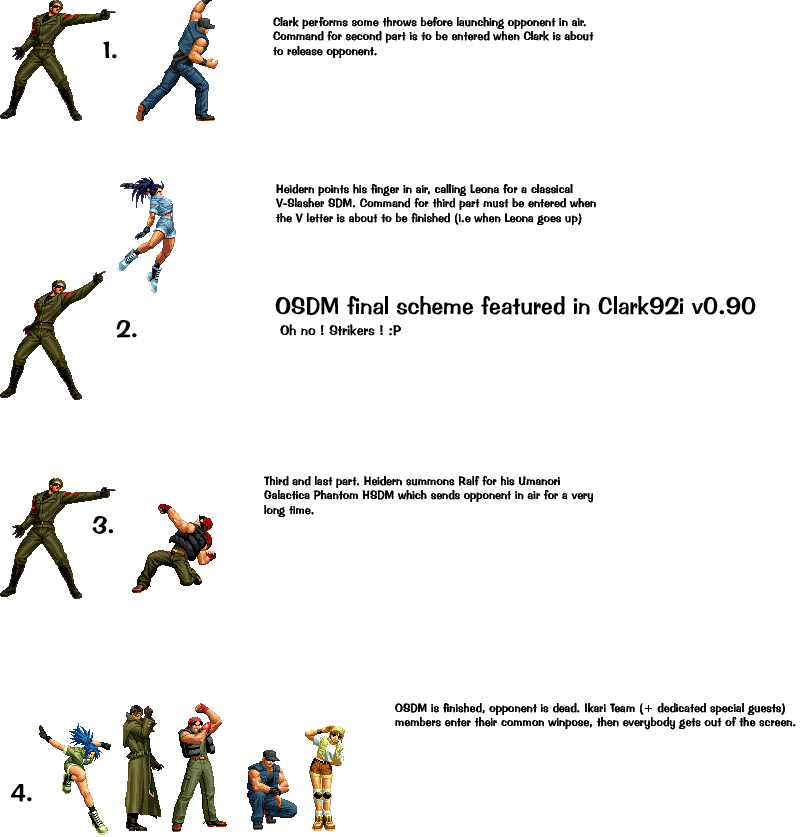 1.
Clark performs some throws before launching opponent in air.
Command for second part is to be entered when Clark is about
to release opponent.
Heidern points his finger in air, calling Leona for a classical
V-Slasher SDM. Command for third part must be entered when
the V letter is about to be finished (i.e when Leona goes up)
OSDM final scheme featured in Clark92i v0.90
Oh no ! Strikers ! :P
2.
Third and last part. Heidern summons Ralf for his Umanori
Galactica Phantom HSDM which sends opponent in air for a very
long time.
3.
OSDM is finished, opponent is dead. Ikari Team (+ dedicated special guests)
members enter their common winpose, then everybody gets out of the screen.
4.